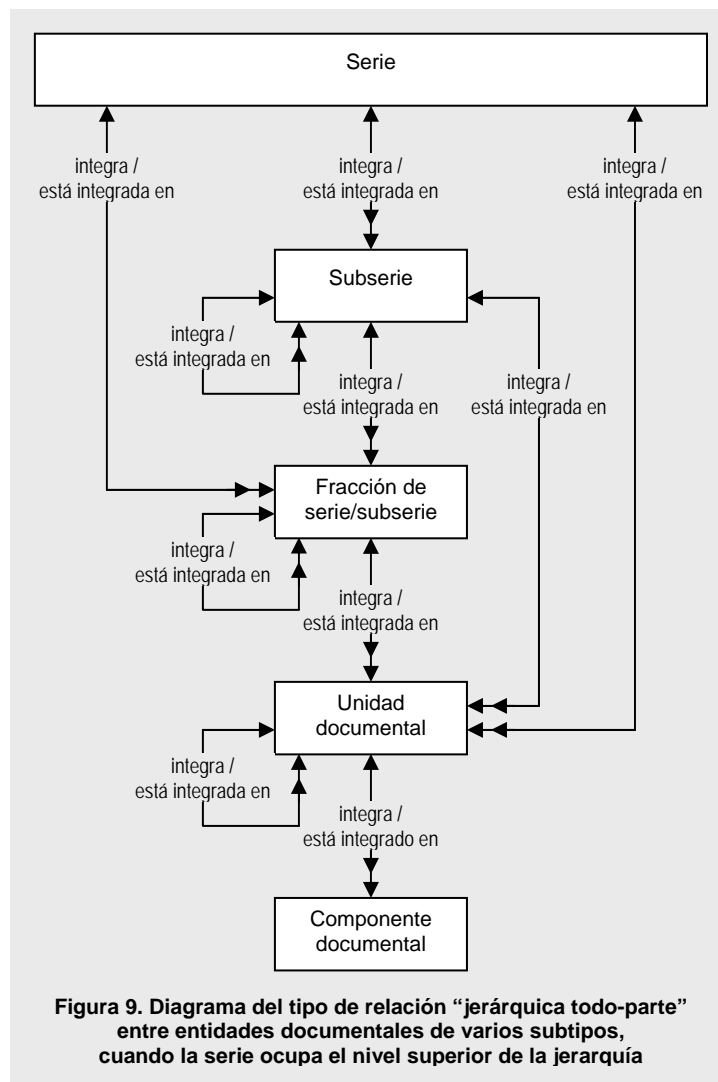 Serie
integra /
está integrada en
integra /
está integrada en
integra /
está integrada en
Subserie
integra /
está integrada en
integra /
está integrada en
integra /
está integrada en
Fracción de
serie/subserie
integra /
está integrada en
integra /
está integrada en
Unidad
documental
integra /
está integrada en
integra /
está integrado en
Componente
documental
Figura 9. Diagrama del tipo de relación “jerárquica todo-parte”
entre entidades documentales de varios subtipos,
cuando la serie ocupa el nivel superior de la jerarquía